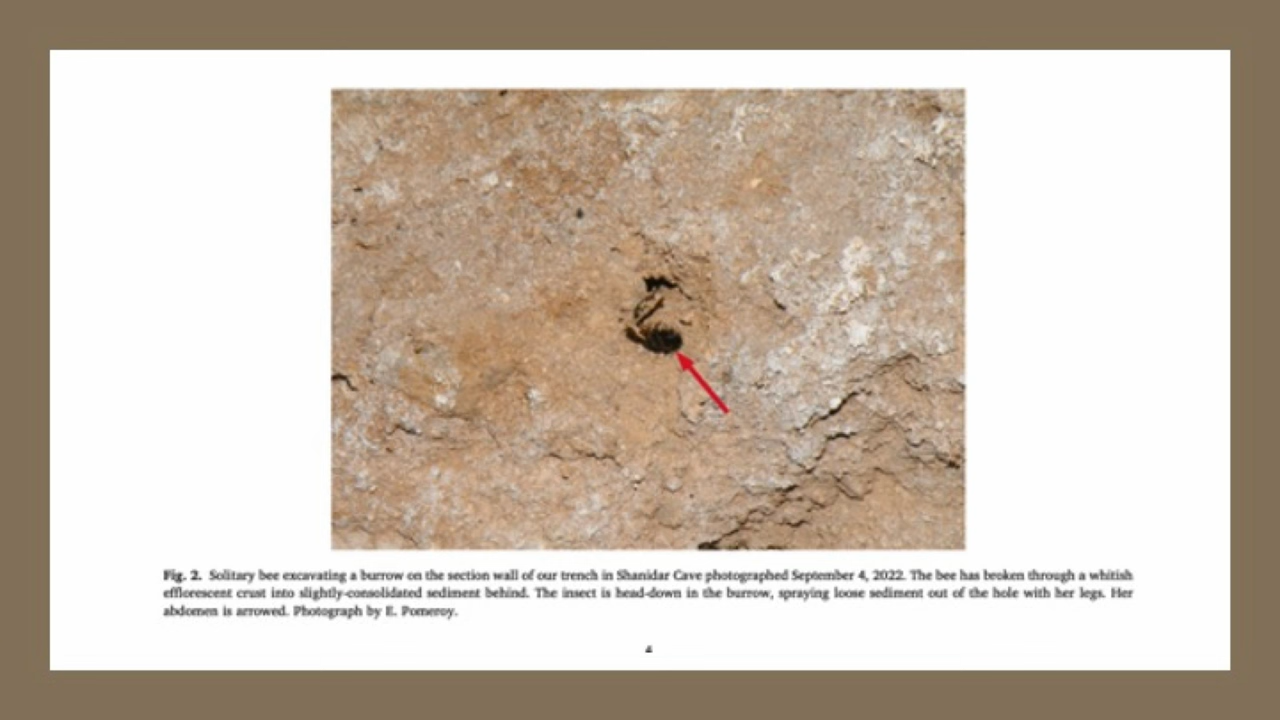 Fig. 2. Solitary bee excavating a burrow on the section wall of our trench in Shanidar Cave photographed September 4, 2022. The bee has broken through a whitish
efflorescent crust into slightly-consolidated sediment behind. The insect is head-down in the burrow, spraying loose sediment out of the hole with her legs. Her
abdomen is arrowed. Photograph by E. Pomeroy.
4